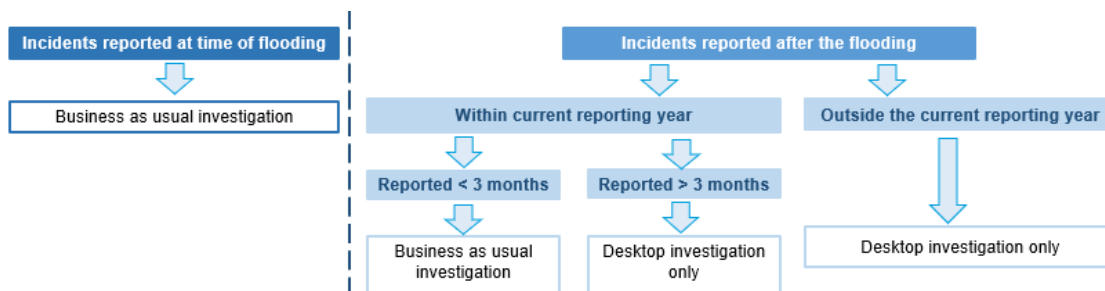 Incidents reported at time of flooding
Business as usual investigation
Incidents reported after the flooding
Within current reporting year
Outside the current reporting year
Reported < 3 months
Reported > 3 months
Business as usual
investigation
Desktop investigation
only
Desktop investigation only